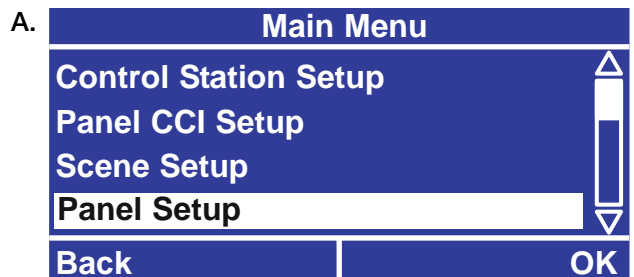 A.
Main Menu
Control Station Setup
Panel CCI Setup
Scene Setup
Panel Setup
Back OK